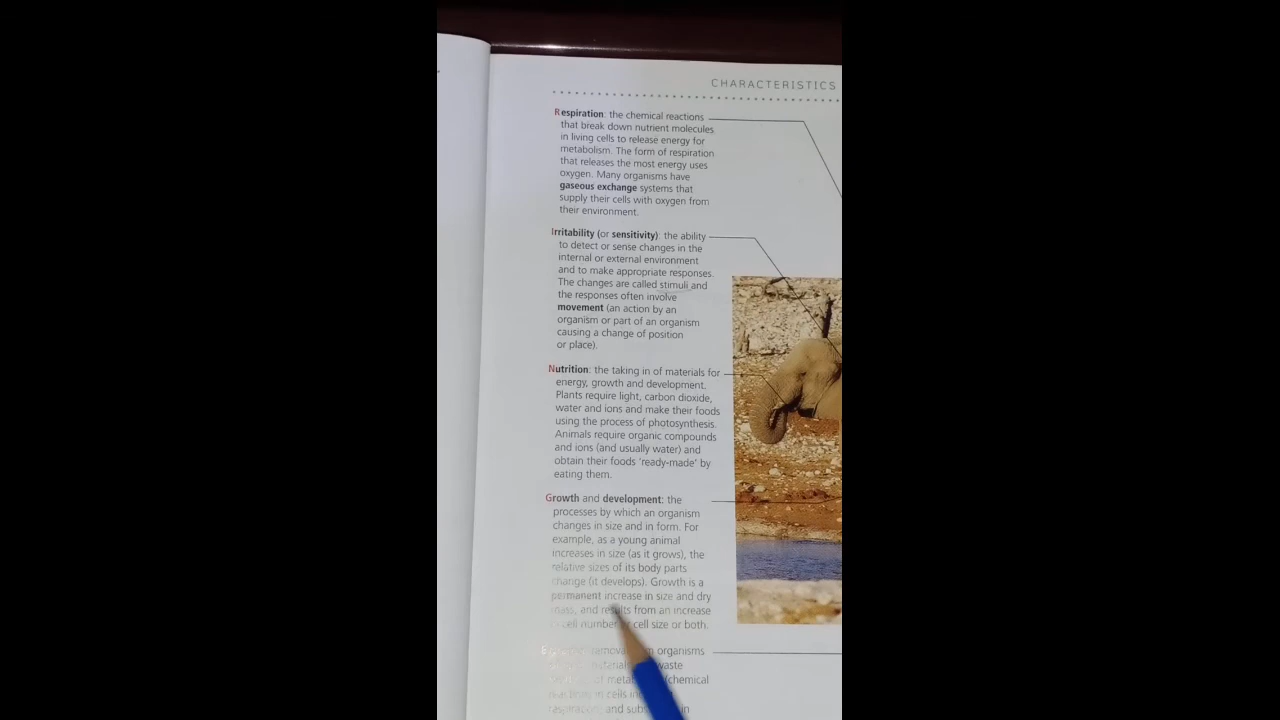 CHARACTERISTICS
Respiration: the chemical reactions
that break down nutrient molecules
in living cells to release energy for
metabolism. The form of respiration
that releases the most energy uses
oxygen. Many organisms have
gaseous exchange systems that
supply their cells with oxygen from
their environment.
Irritability (or sensitivity): the ability
to detect or sense changes in the
internal or external environment
and to make appropriate responses.
The changes are called stimuli and
the responses often involve
movement (an action by an
organism or part of an organism
causing a change of position
or place).
Nutrition: the taking in of materials for
energy, growth and development.
Plants require light, carbon dioxide,
water and ions and make their foods
using the process of photosynthesis.
Animals require organic compounds
and ions (and usually water) and
obtain their foods 'ready-made' by
eating them.
Growth and development: the
processes by which an organism
changes in size and in form. For
example, as a young animal
increases in size (as it grows), the
relative sizes of its body parts
change (it develops). Growth is a
permanent increase in size and dry
mass, and results from an increase
cell number cell size or both.
organisms
waste
(chemical
in cells
respiration) and in